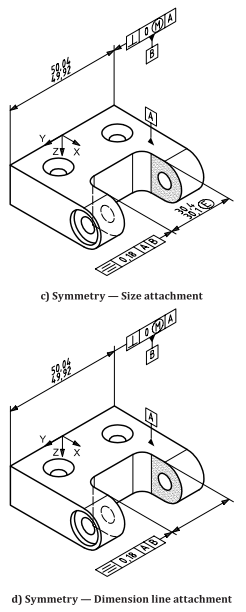 50,04
49,92
⊥ 0 Ⓜ A
B
A
Y
X
Z
30,4
30,1 Ⓔ
⌯ 0,18 A B
c) Symmetry — Size attachment
50,04
49,92
⊥ 0 Ⓜ A
B
A
Y
X
Z
⌯ 0,18 A B
d) Symmetry — Dimension line attachment